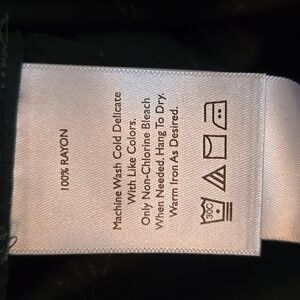 100% RAYON
Machine Wash Cold Delicate
With Like Colors.
Only Non-Chlorine Bleach
When Needed. Hang To Dry.
Warm Iron As Desired.
30C